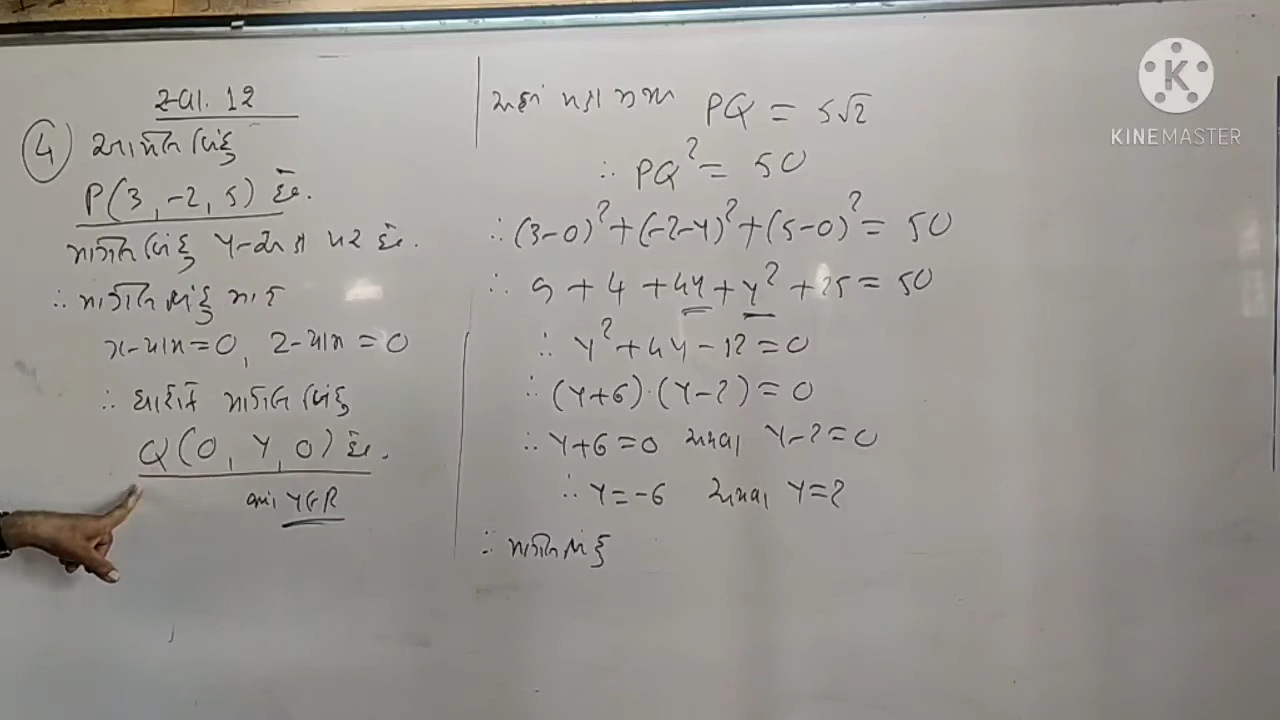 સ્વા. 12
④ આપેલ બિંદુ
P(3, -2, 5) છે.
માંગેલ બિંદુ Y-અક્ષ પર છે.
∴ માંગેલ બિંદુ માટે
x-યામ = 0, Z-યામ = 0
∴ ધારોકે માંગેલ બિંદુ
Q(0, Y, 0) છે.
જ્યાં Y∈R
PQ = 5√2
∴ PQ² = 50
∴ (3-0)² + (-2-Y)² + (5-0)² = 50
∴ 9 + 4 + 4Y + Y² + 25 = 50
∴ Y² + 4Y - 12 = 0
∴ (Y+6)·(Y-2) = 0
∴ Y+6 = 0 અથવા Y-2 = 0
∴ Y = -6 અથવા Y = 2
∴ માંગેલ બિંદુ
KINEMASTER